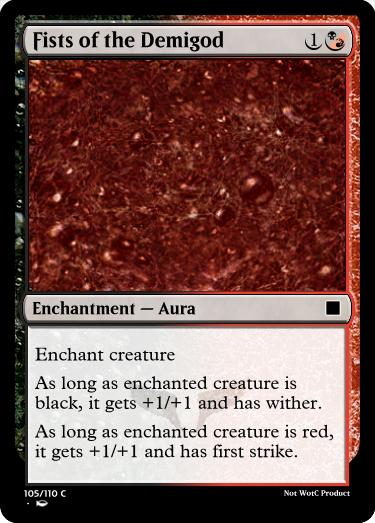 Fists of the Demigod 1
Enchantment — Aura
Enchant creature
As long as enchanted creature is
black, it gets +1/+1 and has wither.
As long as enchanted creature is red,
it gets +1/+1 and has first strike.
105/110 C
Not WotC Product